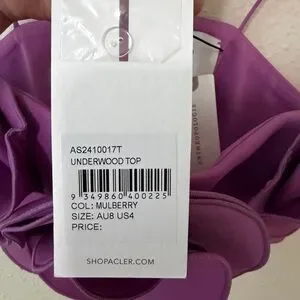 AS2410017T
UNDERWOOD TOP
9 349860 400225
COL: MULBERRY
SIZE: AU8 US4
PRICE:
SHOPACLER.COM